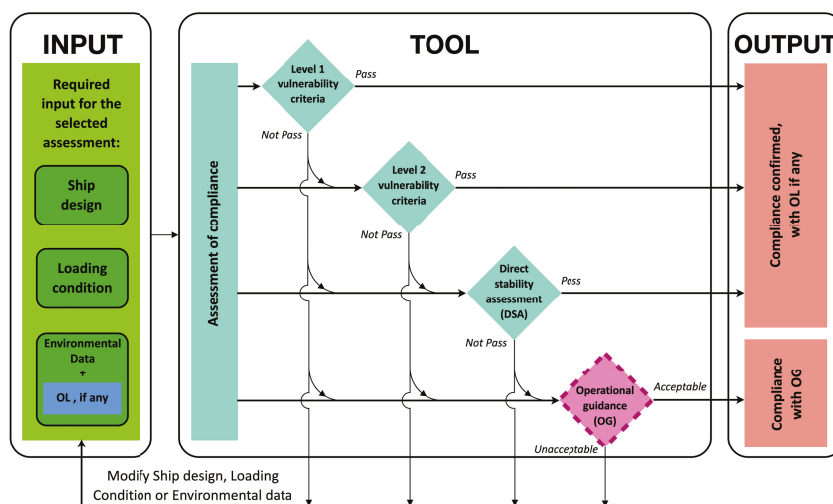 INPUT
Required
input for the
selected
assessment:
Ship
design
Loading
condition
Environmental
Data
+
OL , if any
TOOL
Assessment of compliance
Level 1
vulnerability
criteria
Pass
Not Pass
Level 2
vulnerability
criteria
Pass
Not Pass
Direct
stability
assessment
(DSA)
Pass
Not Pass
Operational
guidance
(OG)
Acceptable
Unacceptable
OUTPUT
Compliance confirmed,
with OL if any
Compliance
with OG
Modify Ship design, Loading
Condition or Environmental data